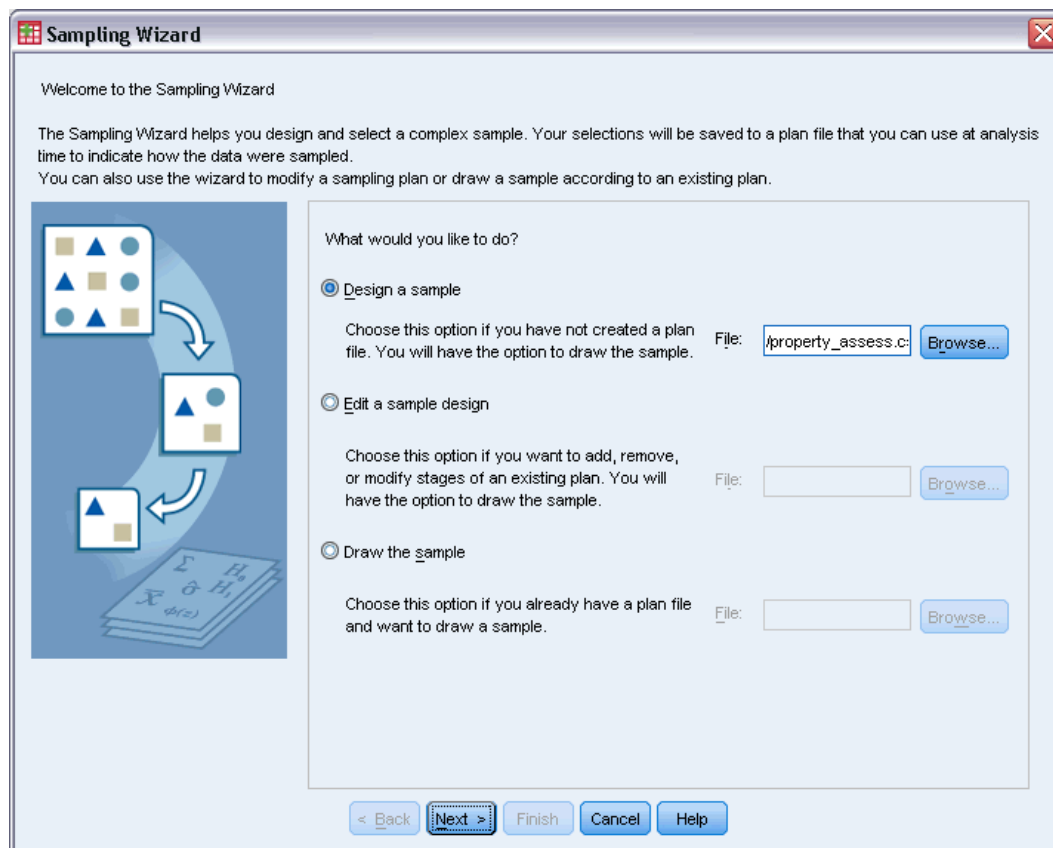 Sampling Wizard
Welcome to the Sampling Wizard
The Sampling Wizard helps you design and select a complex sample. Your selections will be saved to a plan file that you can use at analysis
time to indicate how the data were sampled.
You can also use the wizard to modify a sampling plan or draw a sample according to an existing plan.
What would you like to do?
Design a sample
Choose this option if you have not created a plan
file. You will have the option to draw the sample.
File: /property_assess.c Browse...
Edit a sample design
Choose this option if you want to add, remove,
or modify stages of an existing plan. You will
have the option to draw the sample.
File: Browse...
Draw the sample
Choose this option if you already have a plan file
and want to draw a sample.
File: Browse...
Σ H₀
σ̂ H₁
x̄ φ(z)
< Back Next > Finish Cancel Help